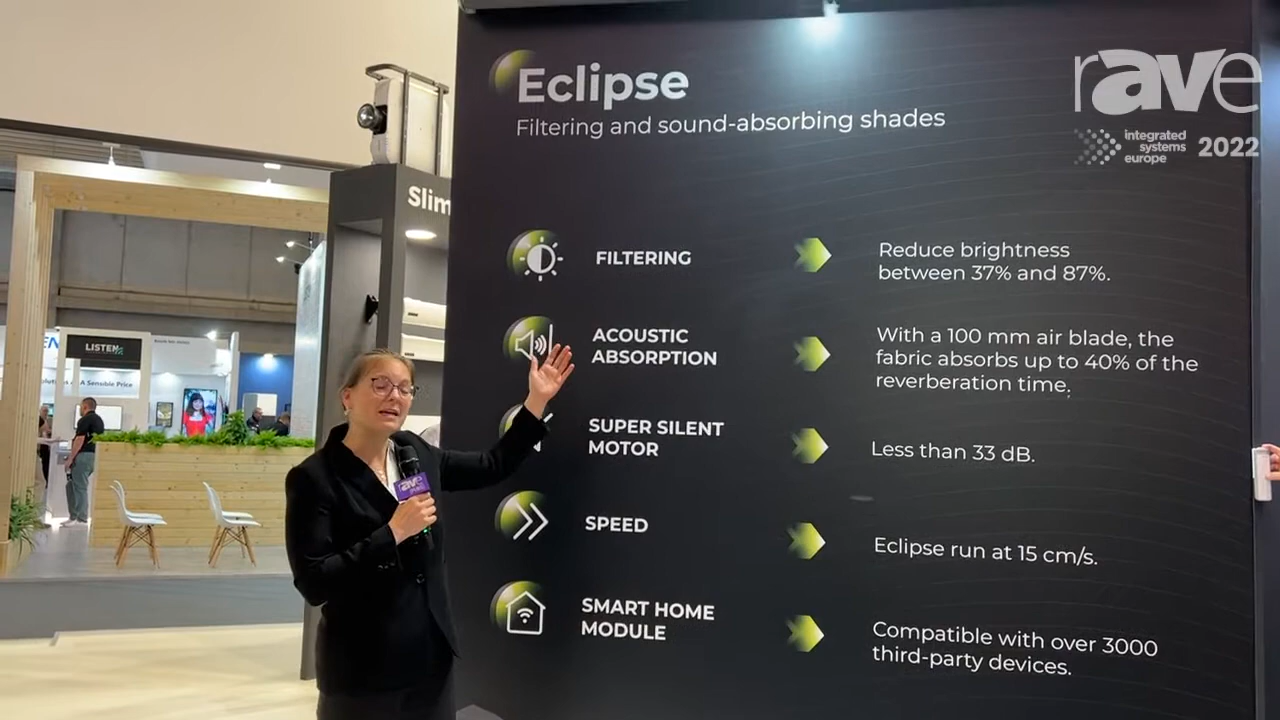 Eclipse
Filtering and sound-absorbing shades
rAVe
integrated
systems
europe
2022
Slim
FILTERING
Reduce brightness
between 37% and 87%.
ACOUSTIC
ABSORPTION
With a 100 mm air blade, the
fabric absorbs up to 40% of the
reverberation time;
SUPER SILENT
MOTOR
Less than 33 dB.
SPEED
Eclipse run at 15 cm/s.
SMART HOME
MODULE
Compatible with over 3000
third-party devices.
LISTEN
A Sensible Price
rAVe